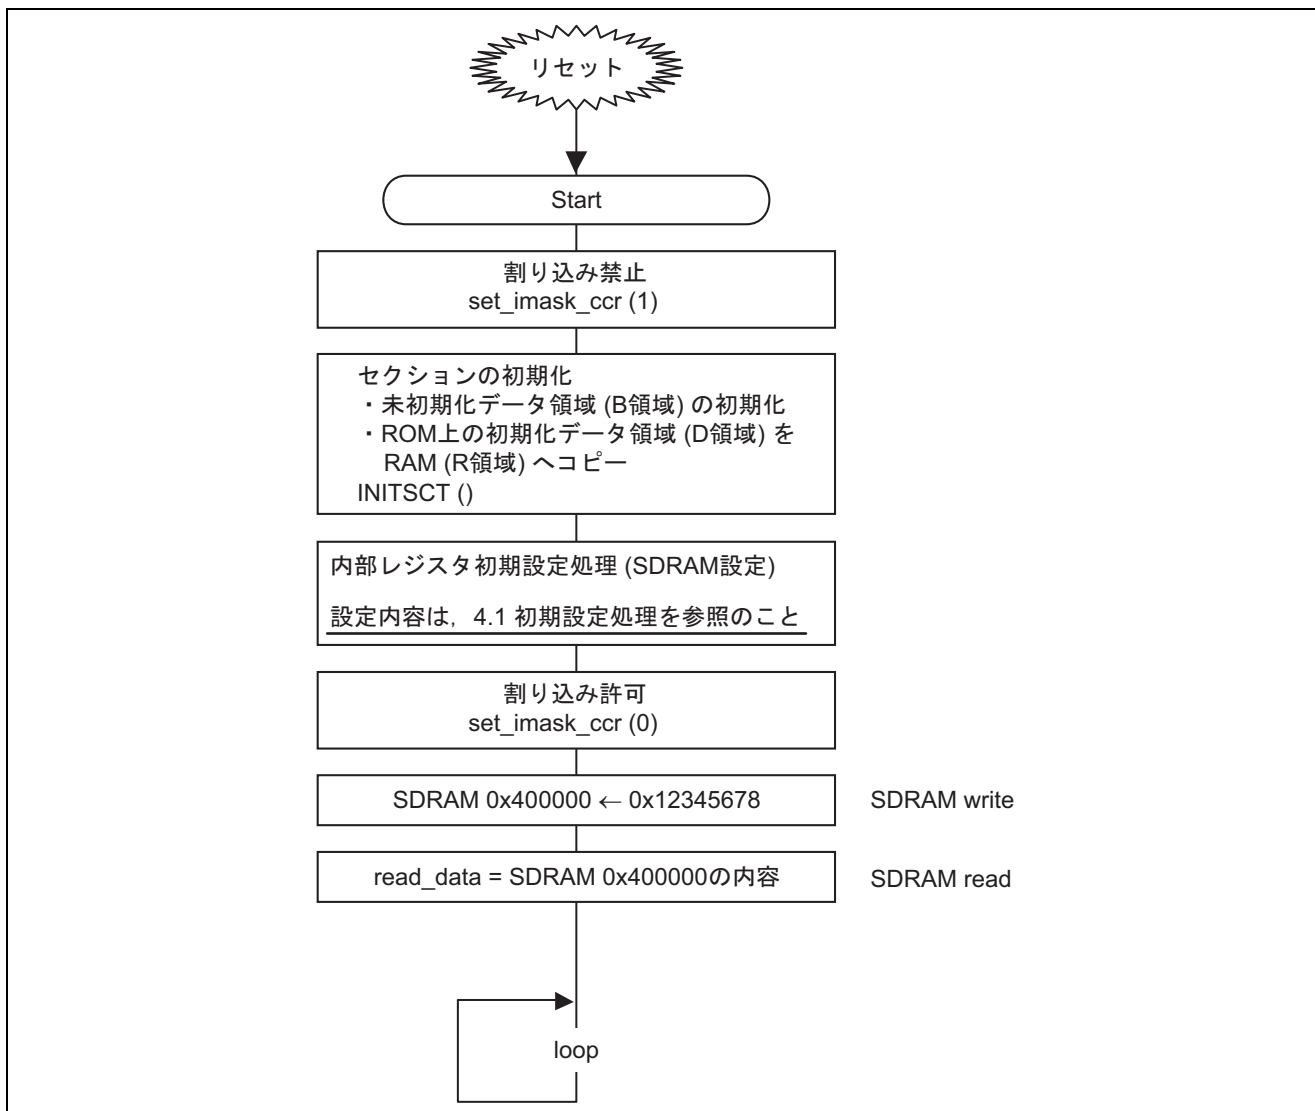 リセット
Start
割り込み禁止
set_imask_ccr (1)
セクションの初期化
・未初期化データ領域 (B領域) の初期化
・ROM上の初期化データ領域 (D領域) を
RAM (R領域) へコピー
INITSCT ()
内部レジスタ初期設定処理 (SDRAM設定)
設定内容は, 4.1 初期設定処理を参照のこと
割り込み許可
set_imask_ccr (0)
SDRAM 0x400000 ← 0x12345678
SDRAM write
read_data = SDRAM 0x400000の内容
SDRAM read
loop